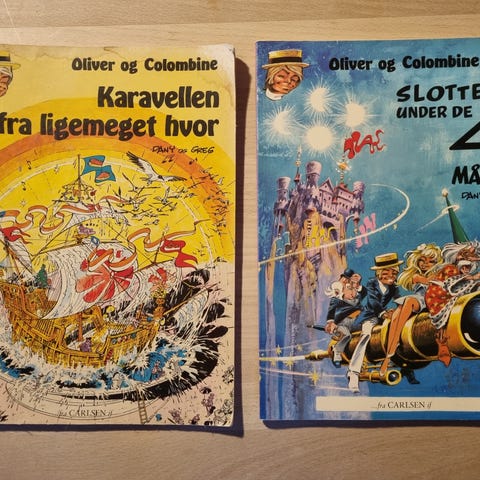 Oliver og Colombine
Karavellen
fra ligemeget hvor
DANY OG GREG
...fra CARLSEN if
Oliver og Colombine
SLOTTE
UNDER DE
4
MÅ
DANY
...fra CARLSEN if